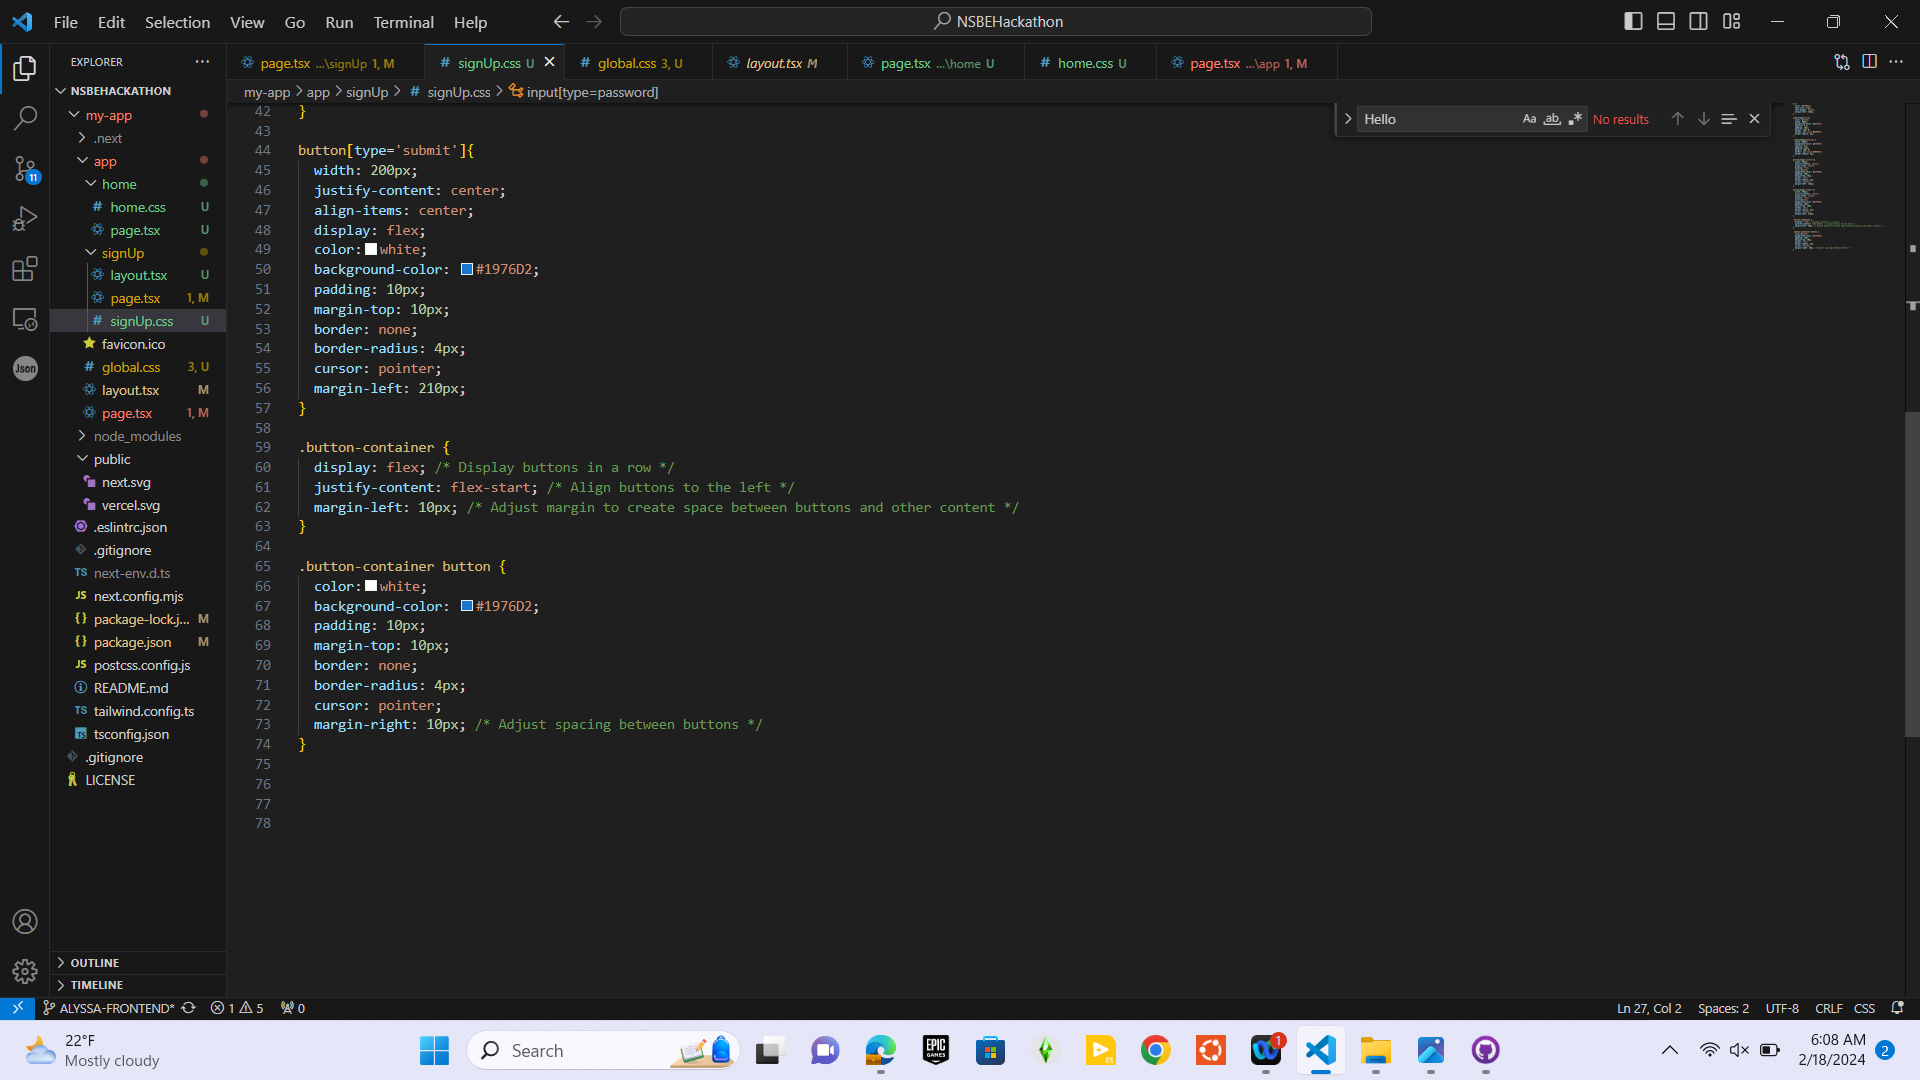 File Edit Selection View Go Run Terminal Help
NSBEHackathon
EXPLORER
NSBEHACKATHON
my-app
.next
app
home
home.css U
page.tsx U
signUp
layout.tsx U
page.tsx 1, M
signUp.css U
favicon.ico
global.css 3, U
layout.tsx M
page.tsx 1, M
node_modules
public
next.svg
vercel.svg
.eslintrc.json
.gitignore
next-env.d.ts
next.config.mjs
package-lock.j... M
package.json M
postcss.config.js
README.md
tailwind.config.ts
tsconfig.json
.gitignore
LICENSE
OUTLINE
TIMELINE
11
Json
page.tsx ...\signUp 1, M
signUp.css U
global.css 3, U
layout.tsx M
page.tsx ...\home U
home.css U
page.tsx ...\app 1, M
my-app > app > signUp > # signUp.css > input[type=password]
Hello Aa ab .* No results
42 }
43
44 button[type='submit']{
45 width: 200px;
46 justify-content: center;
47 align-items: center;
48 display: flex;
49 color: white;
50 background-color: #1976D2;
51 padding: 10px;
52 margin-top: 10px;
53 border: none;
54 border-radius: 4px;
55 cursor: pointer;
56 margin-left: 210px;
57 }
58
59 .button-container {
60 display: flex; /* Display buttons in a row */
61 justify-content: flex-start; /* Align buttons to the left */
62 margin-left: 10px; /* Adjust margin to create space between buttons and other content */
63 }
64
65 .button-container button {
66 color: white;
67 background-color: #1976D2;
68 padding: 10px;
69 margin-top: 10px;
70 border: none;
71 border-radius: 4px;
72 cursor: pointer;
73 margin-right: 10px; /* Adjust spacing between buttons */
74 }
75
76
77
78
ALYSSA-FRONTEND* 1 5 0
Ln 27, Col 2 Spaces: 2 UTF-8 CRLF CSS
22°F
Mostly cloudy
Search
EPIC GAMES
21
1
6:08 AM
2/18/2024
2